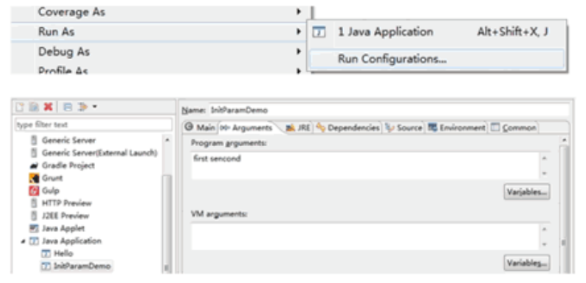 Coverage As
Run As
1 Java Application Alt+Shift+X, J
Debug As
Run Configurations...
Profile As
Name: InitParamDemo
type filter text
Main Arguments JRE Dependencies Source Environment Common
Generic Server
Program arguments:
Generic Server(External Launch)
first sencond
Gradle Project
Grunt
Gulp
Variables...
HTTP Preview
J2EE Preview
VM arguments:
Java Applet
Java Application
Hello
InitParamDemo
Variables...